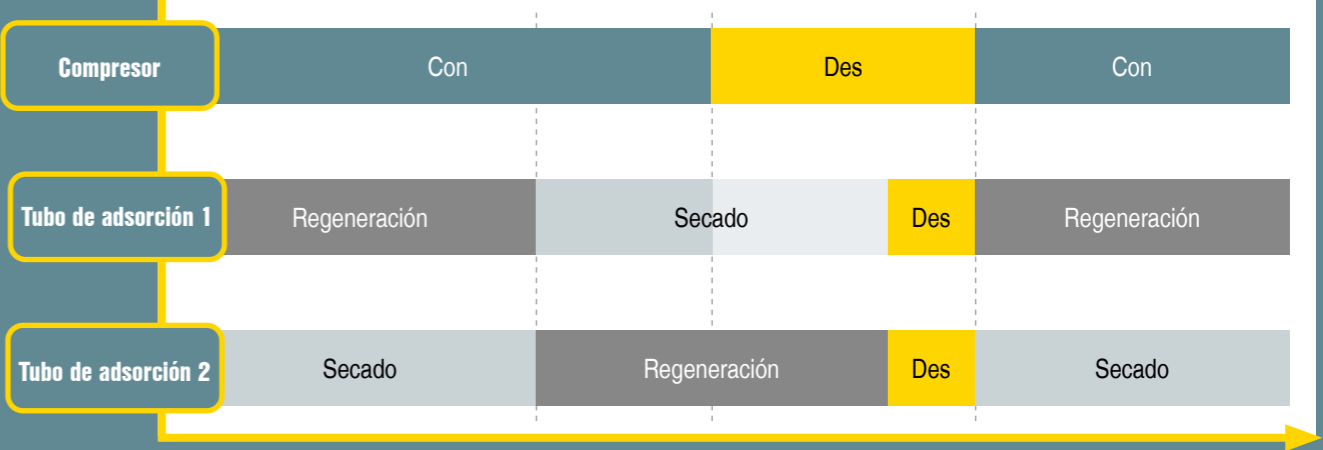 Compresor
Con
Des
Con
Tubo de adsorción 1
Regeneración
Secado
Des
Regeneración
Tubo de adsorción 2
Secado
Regeneración
Des
Secado